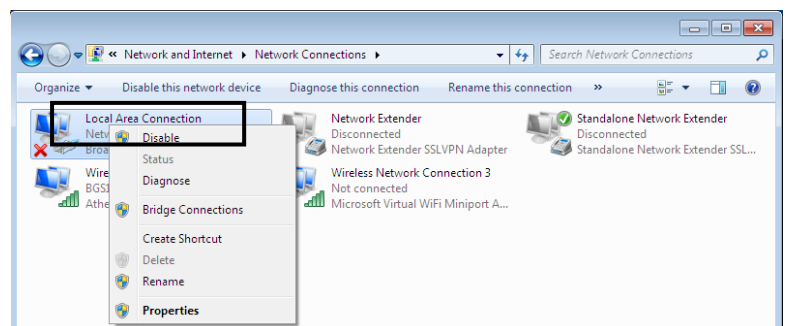 « Network and Internet ▸ Network Connections ▸
Search Network Connections
Organize ▾ Disable this network device Diagnose this connection Rename this connection »
Local Area Connection
Netw
Broa
Network Extender
Disconnected
Network Extender SSLVPN Adapter
Standalone Network Extender
Disconnected
Standalone Network Extender SSL...
Wire
Athe
Wireless Network Connection 3
Not connected
Microsoft Virtual WiFi Miniport A...
Disable
Status
Diagnose
Bridge Connections
Create Shortcut
Delete
Rename
Properties